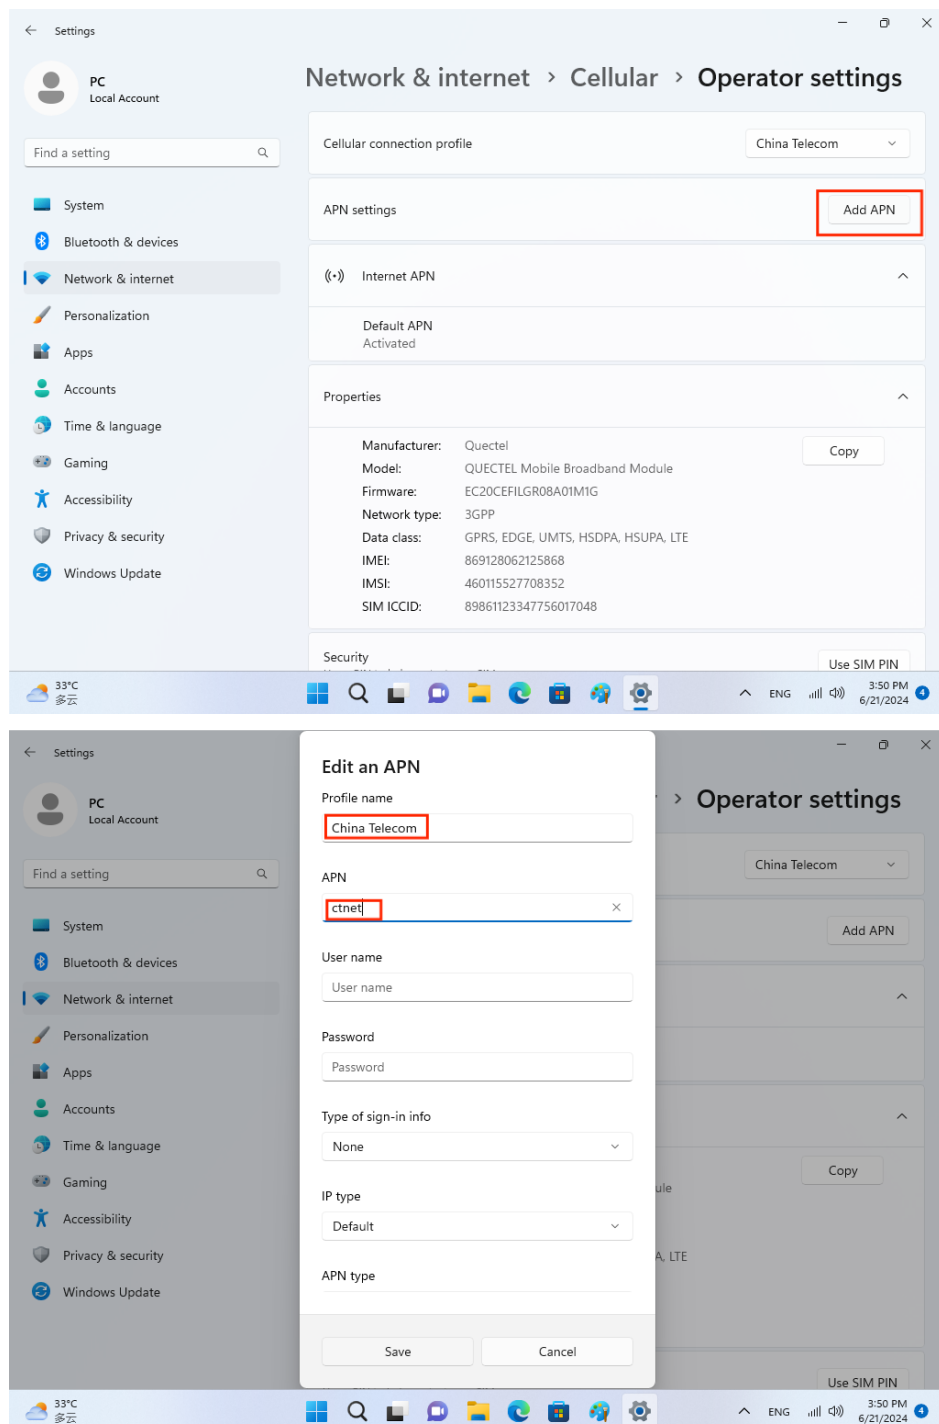 Settings
PC
Local Account
Network & internet > Cellular > Operator settings
Find a setting
Cellular connection profile
China Telecom
APN settings
Add APN
System
Bluetooth & devices
Network & internet
Personalization
Apps
Accounts
Time & language
Gaming
Accessibility
Privacy & security
Windows Update
Internet APN
Default APN
Activated
Properties
Manufacturer: Quectel
Copy
Model: QUECTEL Mobile Broadband Module
Firmware: EC20CEFILGR08A01M1G
Network type: 3GPP
Data class: GPRS, EDGE, UMTS, HSDPA, HSUPA, LTE
IMEI: 869128062125868
IMSI: 460115527708352
SIM ICCID: 89861123347756017048
Security
Use SIM PIN
33°C
多云
ENG
3:50 PM
6/21/2024
4
Settings
PC
Local Account
> Operator settings
Find a setting
System
Bluetooth & devices
Network & internet
Personalization
Apps
Accounts
Time & language
Gaming
Accessibility
Privacy & security
Windows Update
Edit an APN
Profile name
China Telecom
APN
ctnet
User name
User name
Password
Password
Type of sign-in info
None
IP type
Default
APN type
Save
Cancel
China Telecom
Add APN
Copy
ule
A, LTE
Use SIM PIN
33°C
多云
ENG
3:50 PM
6/21/2024
4